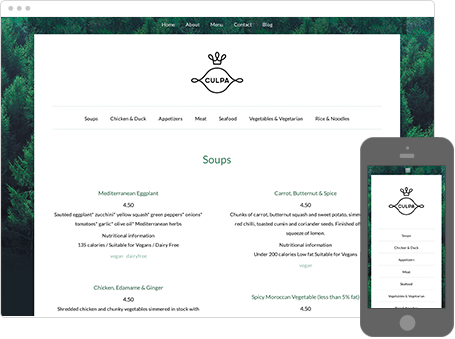 Home About Menu Contact Blog
CULPA
Soups Chicken & Duck Appetizers Meat Seafood Vegetables & Vegetarian Rice & Noodles
Soups
Mediterranean Eggplant
4.50
Sautéed eggplant* zucchini* yellow squash* green peppers* onions*
tomatoes* garlic* olive oil* Mediterranean herbs
Nutritional information
135 calories / Suitable for Vegans / Dairy Free
vegan dairyfree
Chicken, Edamame & Ginger
4.50
Shredded chicken and chunky vegetables simmered in stock with
Carrot, Butternut & Spice
4.50
Chunks of carrot, butternut squash and sweet potato, simm
red chilli, toasted cumin and coriander seeds. Finished
squeeze of lemon.
Nutritional information
Under 200 calories Low fat Suitable for Vegans
vegan
Spicy Moroccan Vegetable (less than 5% fat)
4.50
CULPA
Soups
Chicken & Duck
Appetizers
Meat
Seafood
Vegetables & Vegetarian